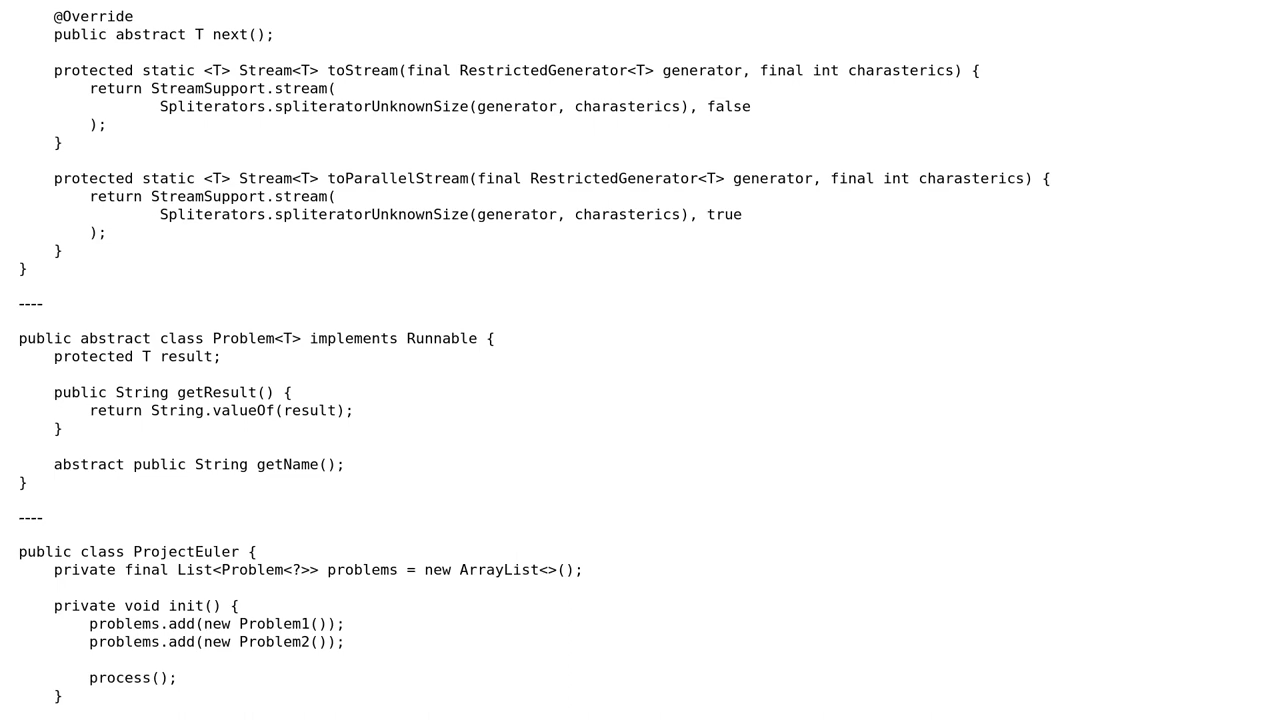 @Override
    public abstract T next();

    protected static <T> Stream<T> toStream(final RestrictedGenerator<T> generator, final int charasterics) {
        return StreamSupport.stream(
                Spliterators.spliteratorUnknownSize(generator, charasterics), false
        );
    }

    protected static <T> Stream<T> toParallelStream(final RestrictedGenerator<T> generator, final int charasterics) {
        return StreamSupport.stream(
                Spliterators.spliteratorUnknownSize(generator, charasterics), true
        );
    }
}

----

public abstract class Problem<T> implements Runnable {
    protected T result;

    public String getResult() {
        return String.valueOf(result);
    }

    abstract public String getName();
}

----

public class ProjectEuler {
    private final List<Problem<?>> problems = new ArrayList<>();

    private void init() {
        problems.add(new Problem1());
        problems.add(new Problem2());

        process();
    }